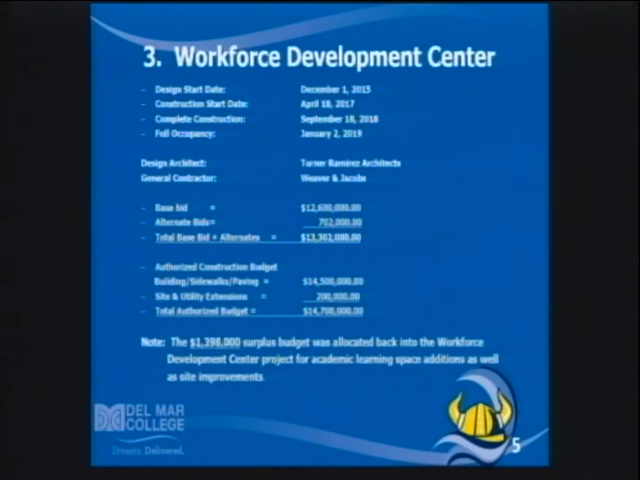 3. Workforce Development Center
- Design Start Date: December 1, 2015
- Construction Start Date: April 18, 2017
- Complete Construction: September 18, 2018
- Full Occupancy: January 2, 2019
Design Architect: Turner Ramirez Architects
General Contractor: Weaver & Jacobs
- Base bid = $12,600,000.00
- Alternate Bids= 702,000.00
- Total Base Bid + Alternates = $13,302,000.00
- Authorized Construction Budget
Building/Sidewalks/Paving = $14,500,000.00
- Site & Utility Extensions = 200,000.00
- Total Authorized Budget = $14,700,000.00
Note: The $1,398,000 surplus budget was allocated back into the Workforce
Development Center project for academic learning space additions as well
as site improvements.
DEL MAR
COLLEGE
Dreams. Delivered.
5